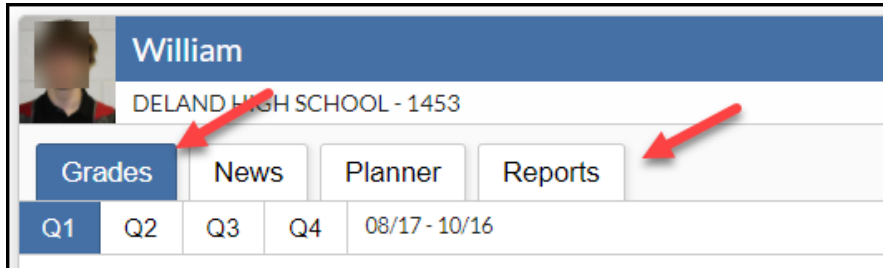 William
DELAND HIGH SCHOOL - 1453
Grades News Planner Reports
Q1 Q2 Q3 Q4 08/17 - 10/16